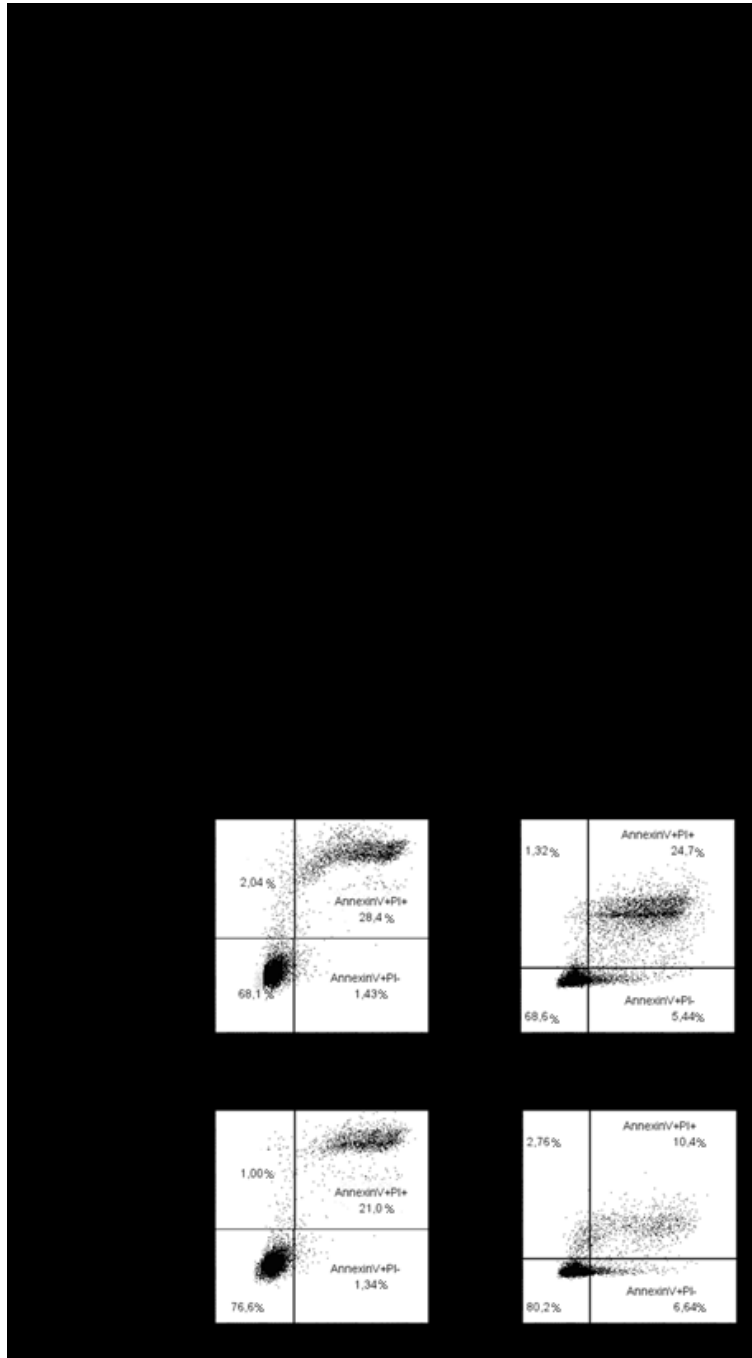 2,04 %
AnnexinV+PI+
28,4 %
68,1 %
AnnexinV+PI-
1,43%
AnnexinV+PI+
1,32% 24,7%
AnnexinV+PI-
68,6% 5,44%
1,00%
AnnexinV+PI+
21,0 %
AnnexinV+PI-
1,34%
76,6%
AnnexinV+PI+
2,76% 10,4%
AnnexinV+PI-
80,2% 6,64%